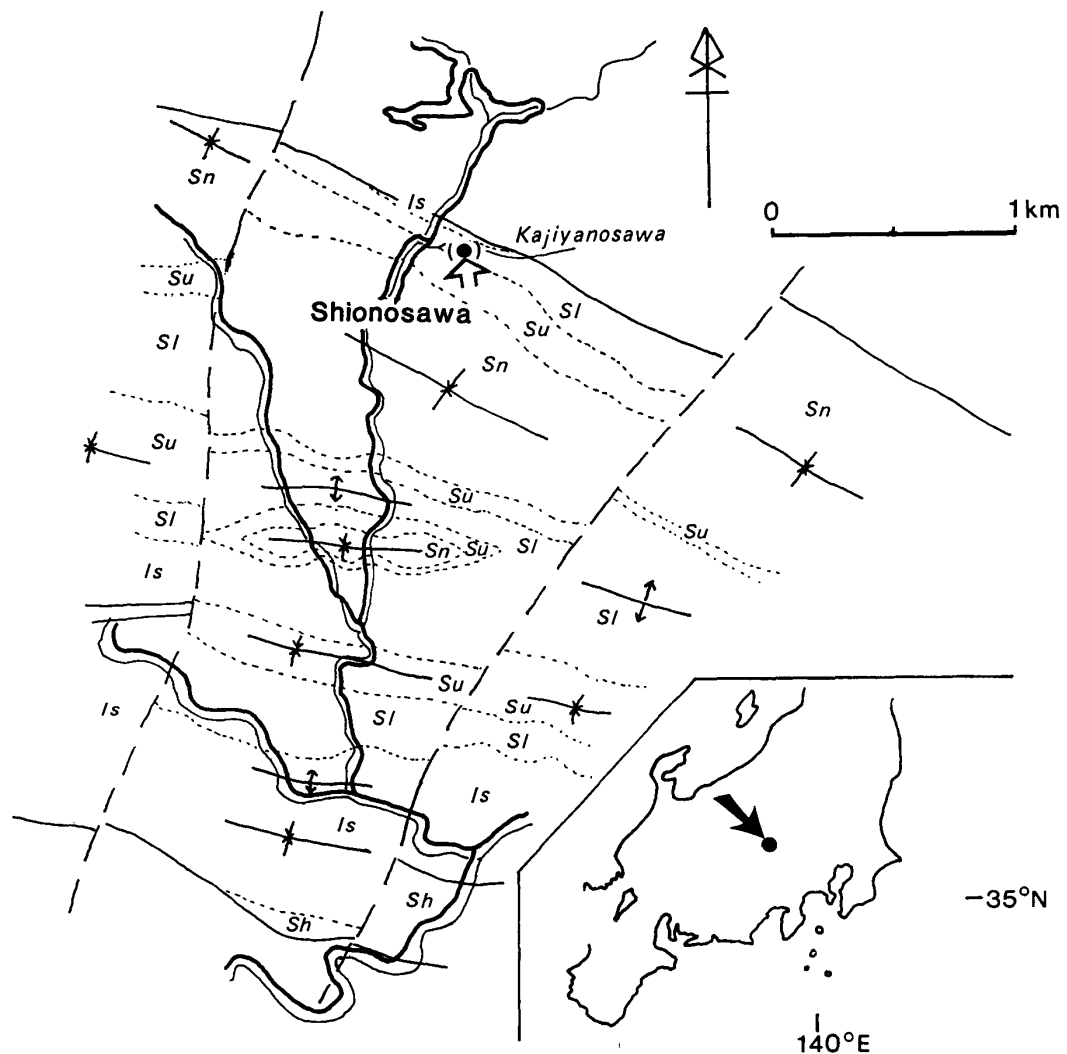 0 1km
Sn
Is
Kajiyanosawa
Su
Shionosawa
Sl
Sl
Su
Sn
Sn
Su
Su
Su
Sl
Sn Su Sl
Is
Sl
Su
Su
Is
Sl
Sl
Is
Is
Sh
Sh
-35°N
140°E